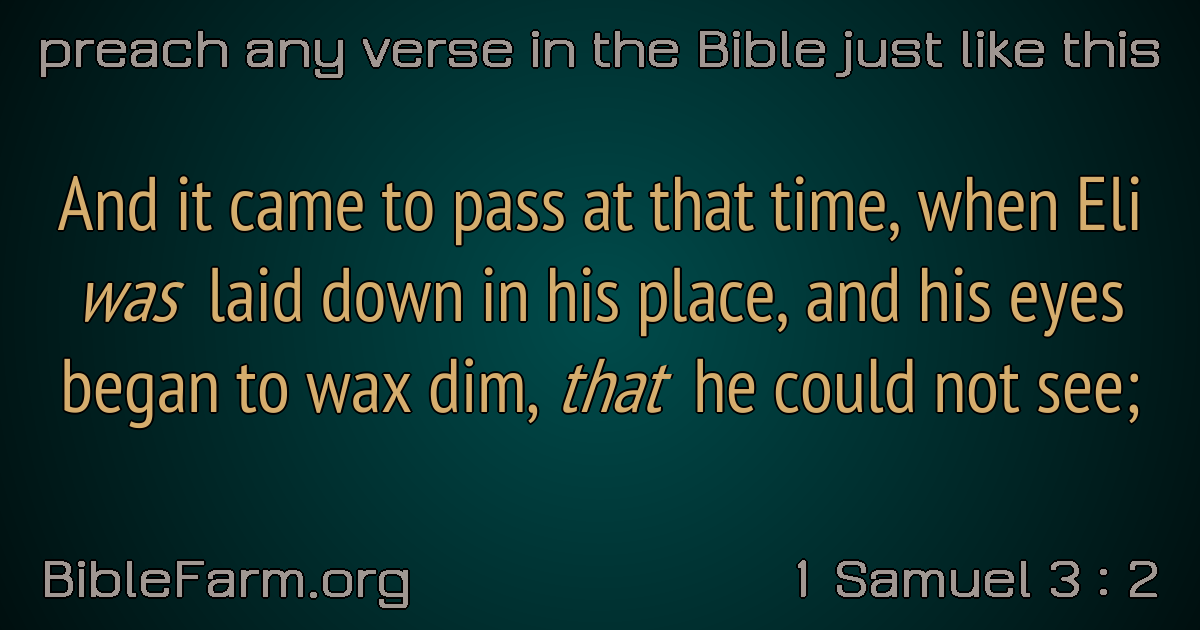 preach any verse in the Bible just like this
And it came to pass at that time, when Eli
was laid down in his place, and his eyes
began to wax dim, that he could not see;
BibleFarm.org
1 Samuel 3 : 2